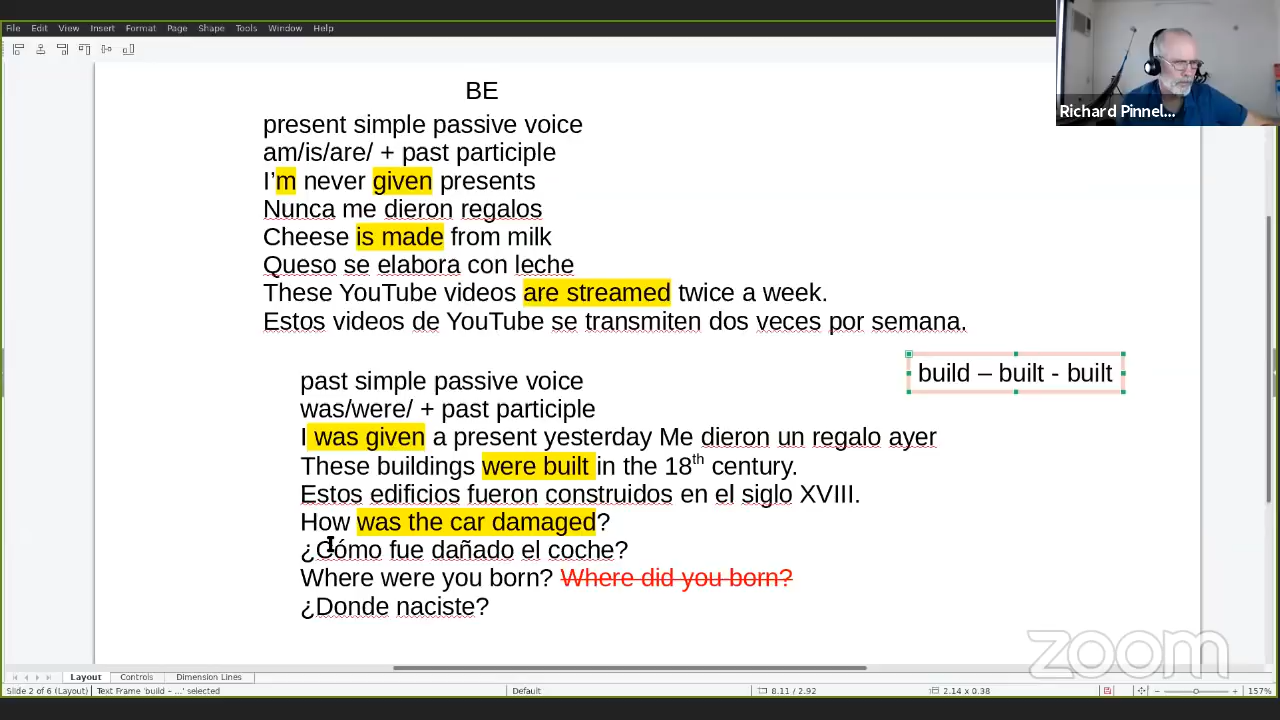 File Edit View Insert Format Page Shape Tools Window Help
Richard Pinnel...
BE
present simple passive voice
am/is/are/ + past participle
I’m never given presents
Nunca me dieron regalos
Cheese is made from milk
Queso se elabora con leche
These YouTube videos are streamed twice a week.
Estos videos de YouTube se transmiten dos veces por semana.
build – built - built
past simple passive voice
was/were/ + past participle
I was given a present yesterday Me dieron un regalo ayer
These buildings were built in the 18th century.
Estos edificios fueron construidos en el siglo XVIII.
How was the car damaged?
¿Cómo fue dañado el coche?
Where were you born? Where did you born?
¿Donde naciste?
zoom
Layout Controls Dimension Lines
Slide 2 of 6 (Layout) Text Frame 'build – ...' selected Default 8.11 / 2.92 2.14 x 0.38 157%